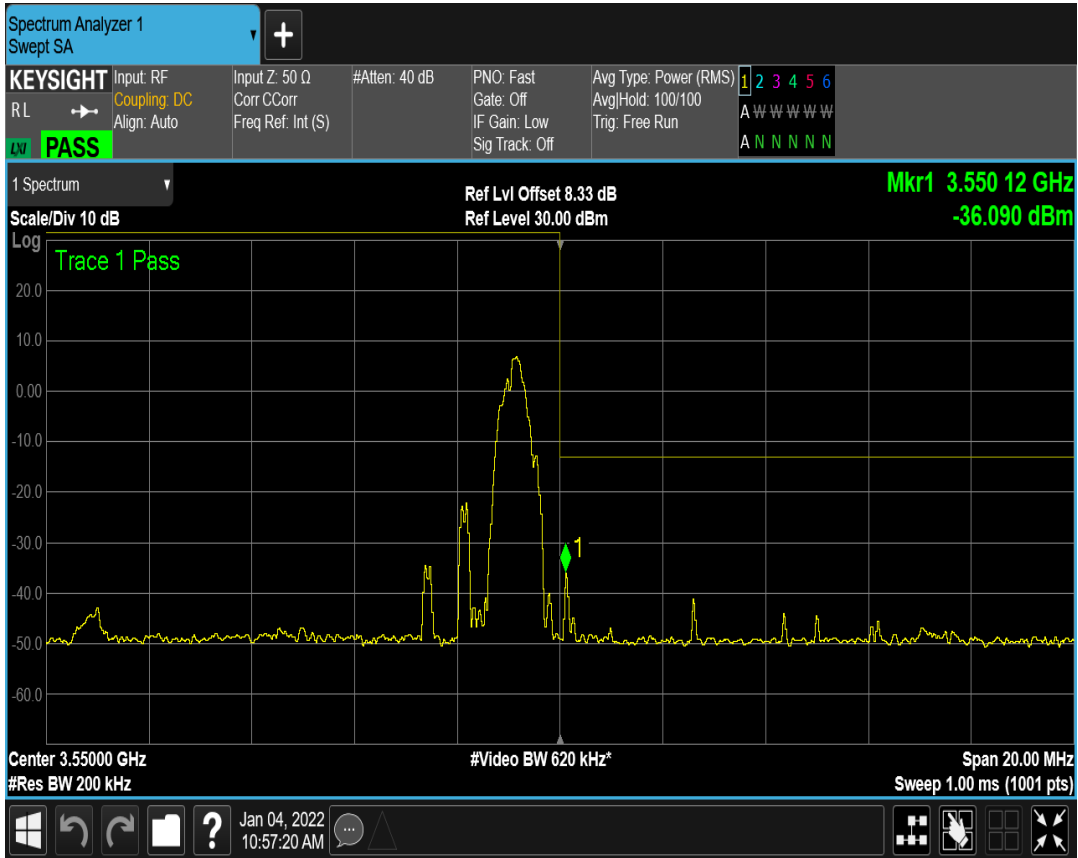 Spectrum Analyzer 1
Swept SA
+
KEYSIGHT
R L
LXI PASS
Input: RF
Coupling: DC
Align: Auto
Input Z: 50 Ω
Corr CCorr
Freq Ref: Int (S)
#Atten: 40 dB
PNO: Fast
Gate: Off
IF Gain: Low
Sig Track: Off
Avg Type: Power (RMS)
Avg|Hold: 100/100
Trig: Free Run
1 2 3 4 5 6
A W W W W W
A N N N N N
1 Spectrum
Scale/Div 10 dB
Ref Lvl Offset 8.33 dB
Ref Level 30.00 dBm
Mkr1 3.550 12 GHz
-36.090 dBm
Log
Trace 1 Pass
20.0
10.0
0.00
-10.0
-20.0
-30.0
1
-40.0
-50.0
-60.0
Center 3.55000 GHz
#Res BW 200 kHz
#Video BW 620 kHz*
Span 20.00 MHz
Sweep 1.00 ms (1001 pts)
?
Jan 04, 2022
10:57:20 AM